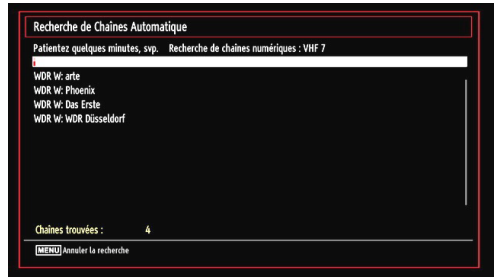 Recherche de Chaînes Automatique
Patientez quelques minutes, svp. Recherche de chaînes numériques : VHF 7
WDR W: arte
WDR W: Phoenix
WDR W: Das Erste
WDR W: WDR Düsseldorf
Chaînes trouvées : 4
MENU Annuler la recherche